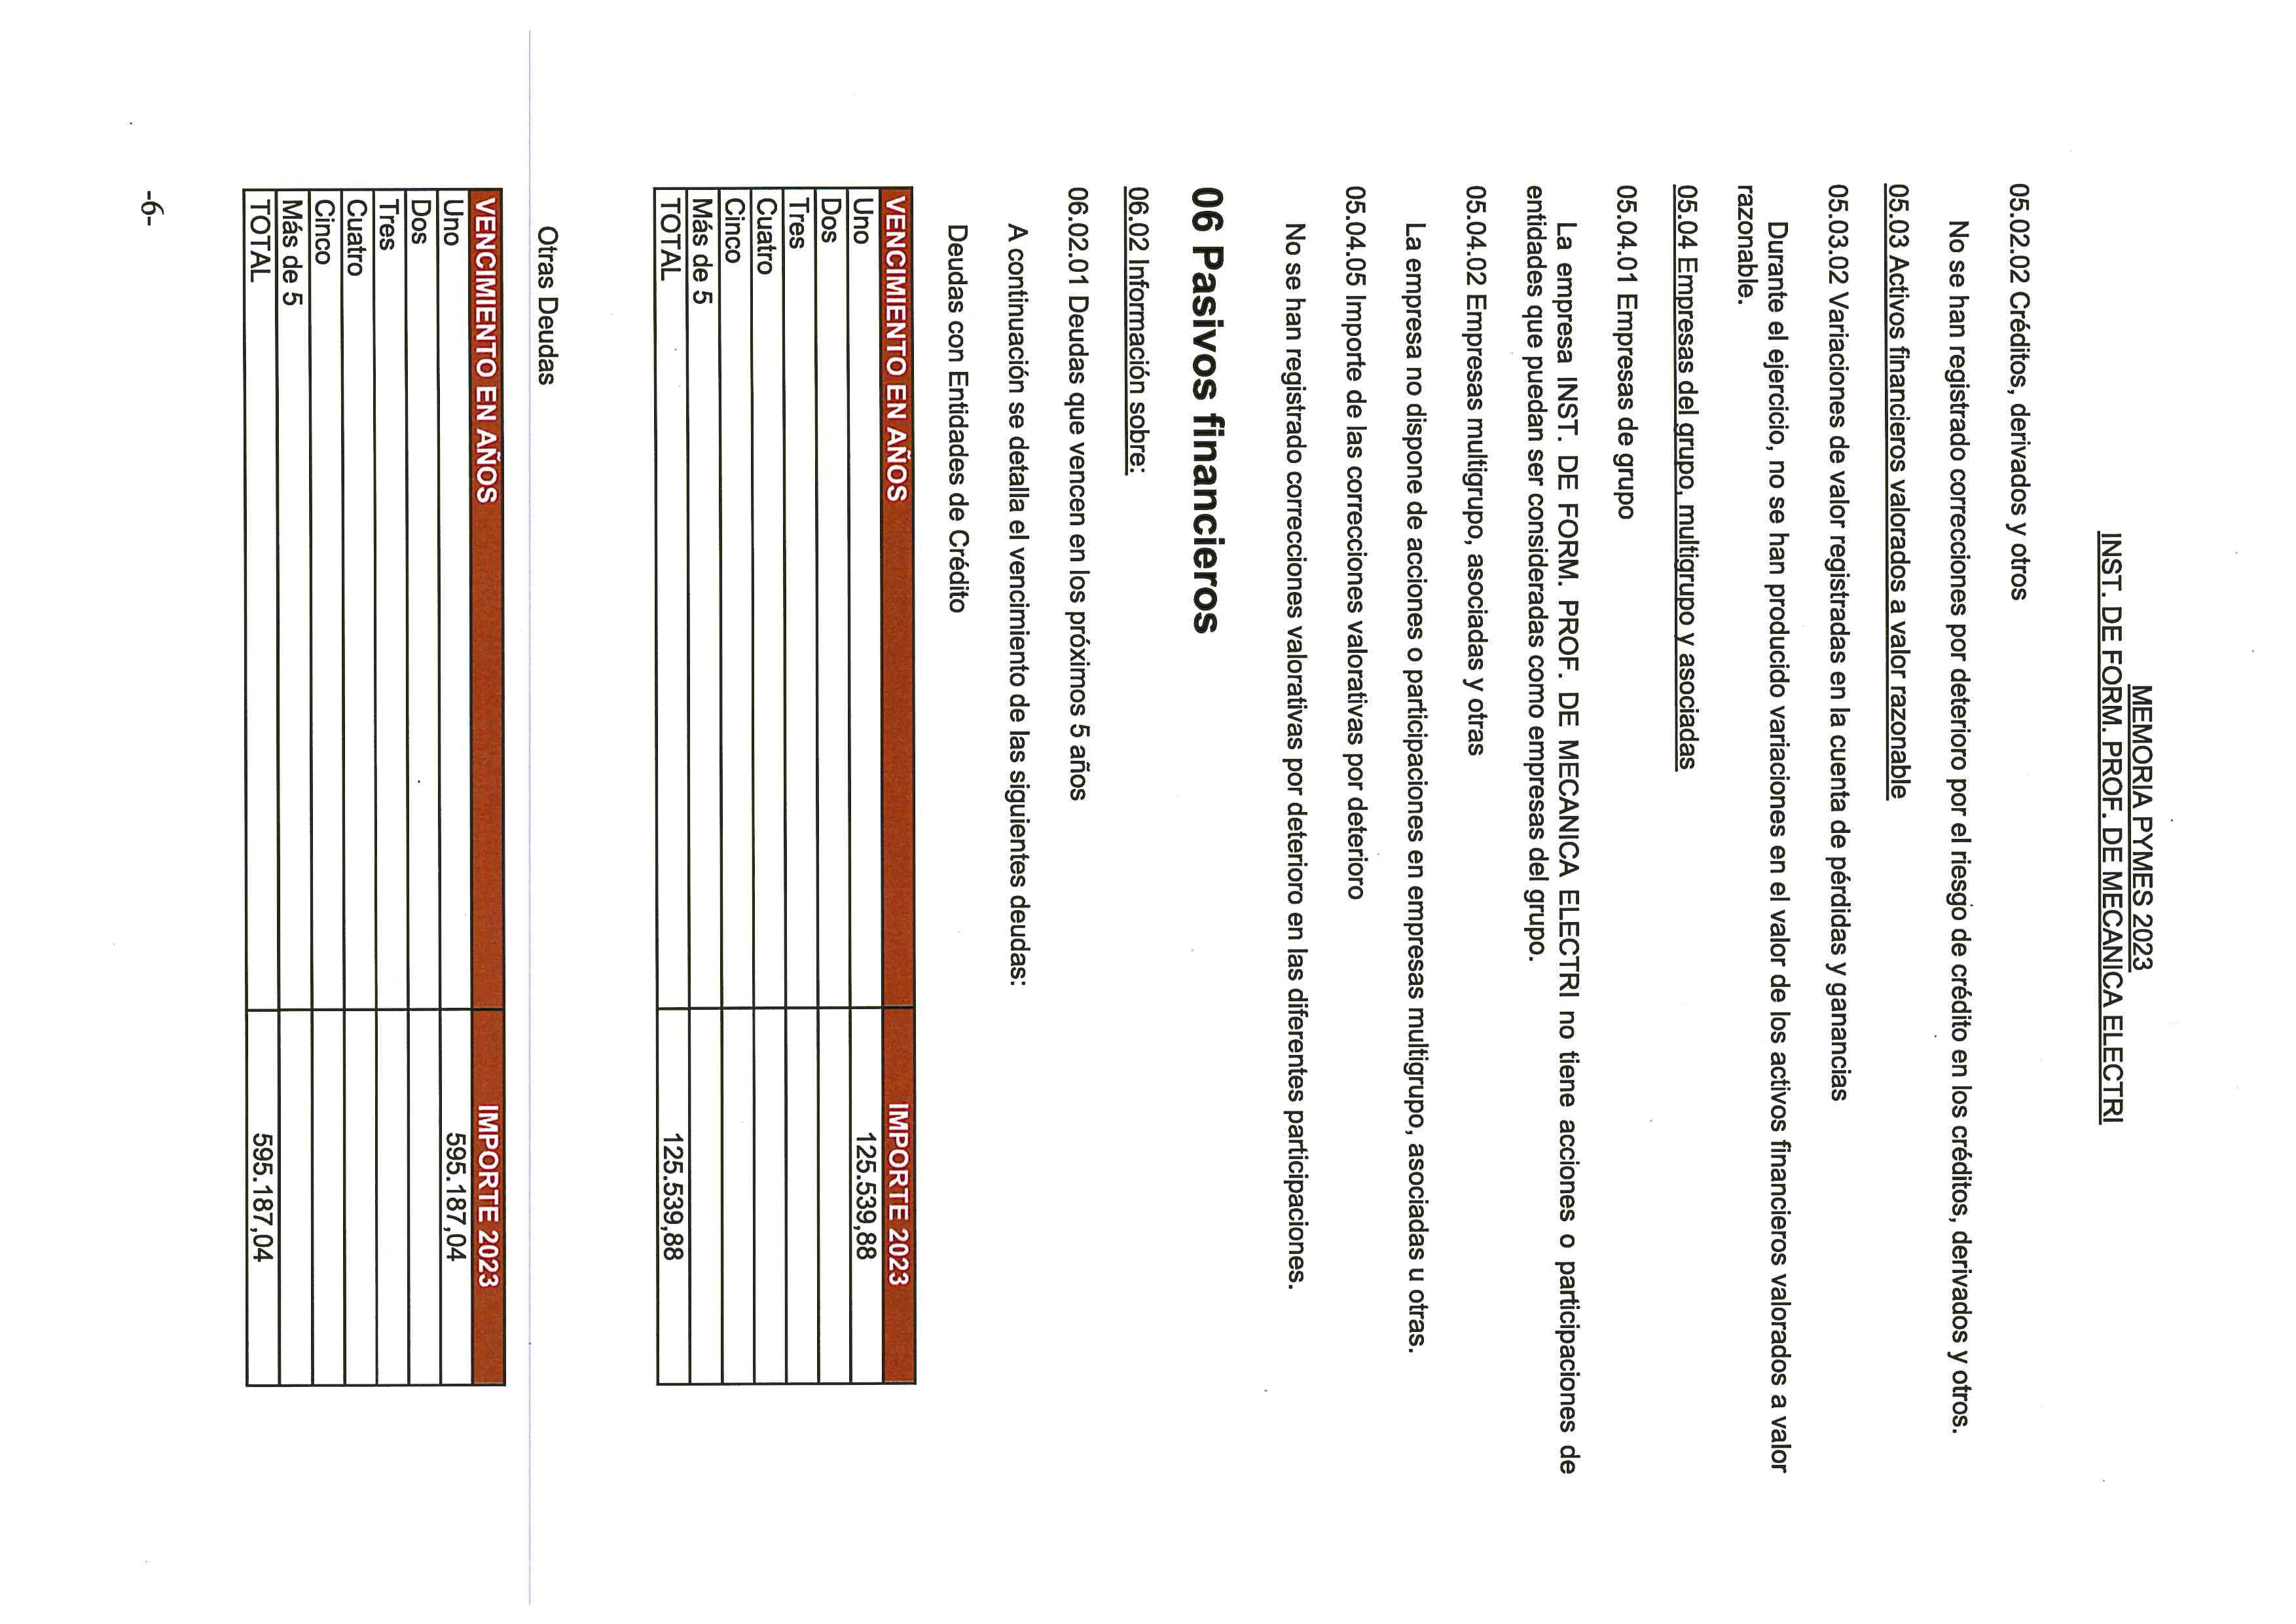 MEMORIA PYMES 2023
INST. DE FORM. PROF. DE MECANICA ELECTRI
05.02.02 Créditos, derivados y otros
No se han registrado correcciones por deterioro por el riesgo de crédito en los créditos, derivados y otros.
05.03 Activos financieros valorados a valor razonable
05.03.02 Variaciones de valor registradas en la cuenta de pérdidas y ganancias
Durante el ejercicio, no se han producido variaciones en el valor de los activos financieros valorados a valor
razonable.
05.04 Empresas del grupo, multigrupo y asociadas
05.04.01 Empresas de grupo
La empresa INST. DE FORM. PROF. DE MECANICA ELECTRI no tiene acciones o participaciones de
entidades que puedan ser consideradas como empresas del grupo.
05.04.02 Empresas multigrupo, asociadas y otras
La empresa no dispone de acciones o participaciones en empresas multigrupo, asociadas u otras.
05.04.05 Importe de las correcciones valorativas por deterioro
No se han registrado correcciones valorativas por deterioro en las diferentes participaciones.
06 Pasivos financieros
06.02 Información sobre:
06.02.01 Deudas que vencen en los próximos 5 años
A continuación se detalla el vencimiento de las siguientes deudas:
Deudas con Entidades de Crédito
VENCIMIENTO EN AÑOS IMPORTE 2023
Uno 125.539,88
Dos
Tres
Cuatro
Cinco
Más de 5
TOTAL 125.539,88
Otras Deudas
VENCIMIENTO EN AÑOS IMPORTE 2023
Uno 595.187,04
Dos
Tres
Cuatro
Cinco
Más de 5
TOTAL 595.187,04
-6-